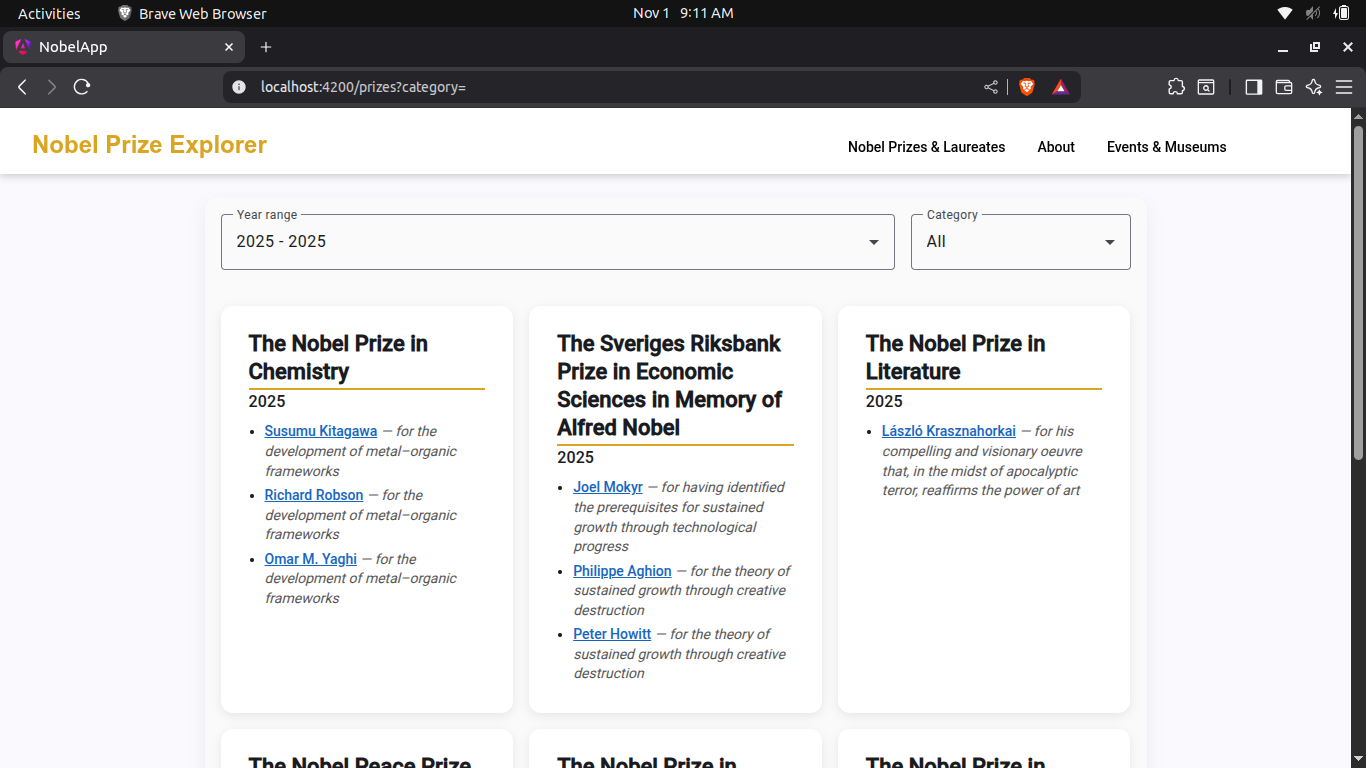 Activities
Brave Web Browser
Nov 1 9:11 AM
NobelApp
localhost:4200/prizes?category=
Nobel Prize Explorer
Nobel Prizes & Laureates
About
Events & Museums
Year range
2025 - 2025
Category
All
The Nobel Prize in
Chemistry
2025
Susumu Kitagawa — for the
development of metal–organic
frameworks
Richard Robson — for the
development of metal–organic
frameworks
Omar M. Yaghi — for the
development of metal–organic
frameworks
The Sveriges Riksbank
Prize in Economic
Sciences in Memory of
Alfred Nobel
2025
Joel Mokyr — for having identified
the prerequisites for sustained
growth through technological
progress
Philippe Aghion — for the theory of
sustained growth through creative
destruction
Peter Howitt — for the theory of
sustained growth through creative
destruction
The Nobel Prize in
Literature
2025
László Krasznahorkai — for his
compelling and visionary oeuvre
that, in the midst of apocalyptic
terror, reaffirms the power of art
The Nobel Peace Prize
The Nobel Prize in
The Nobel Prize in